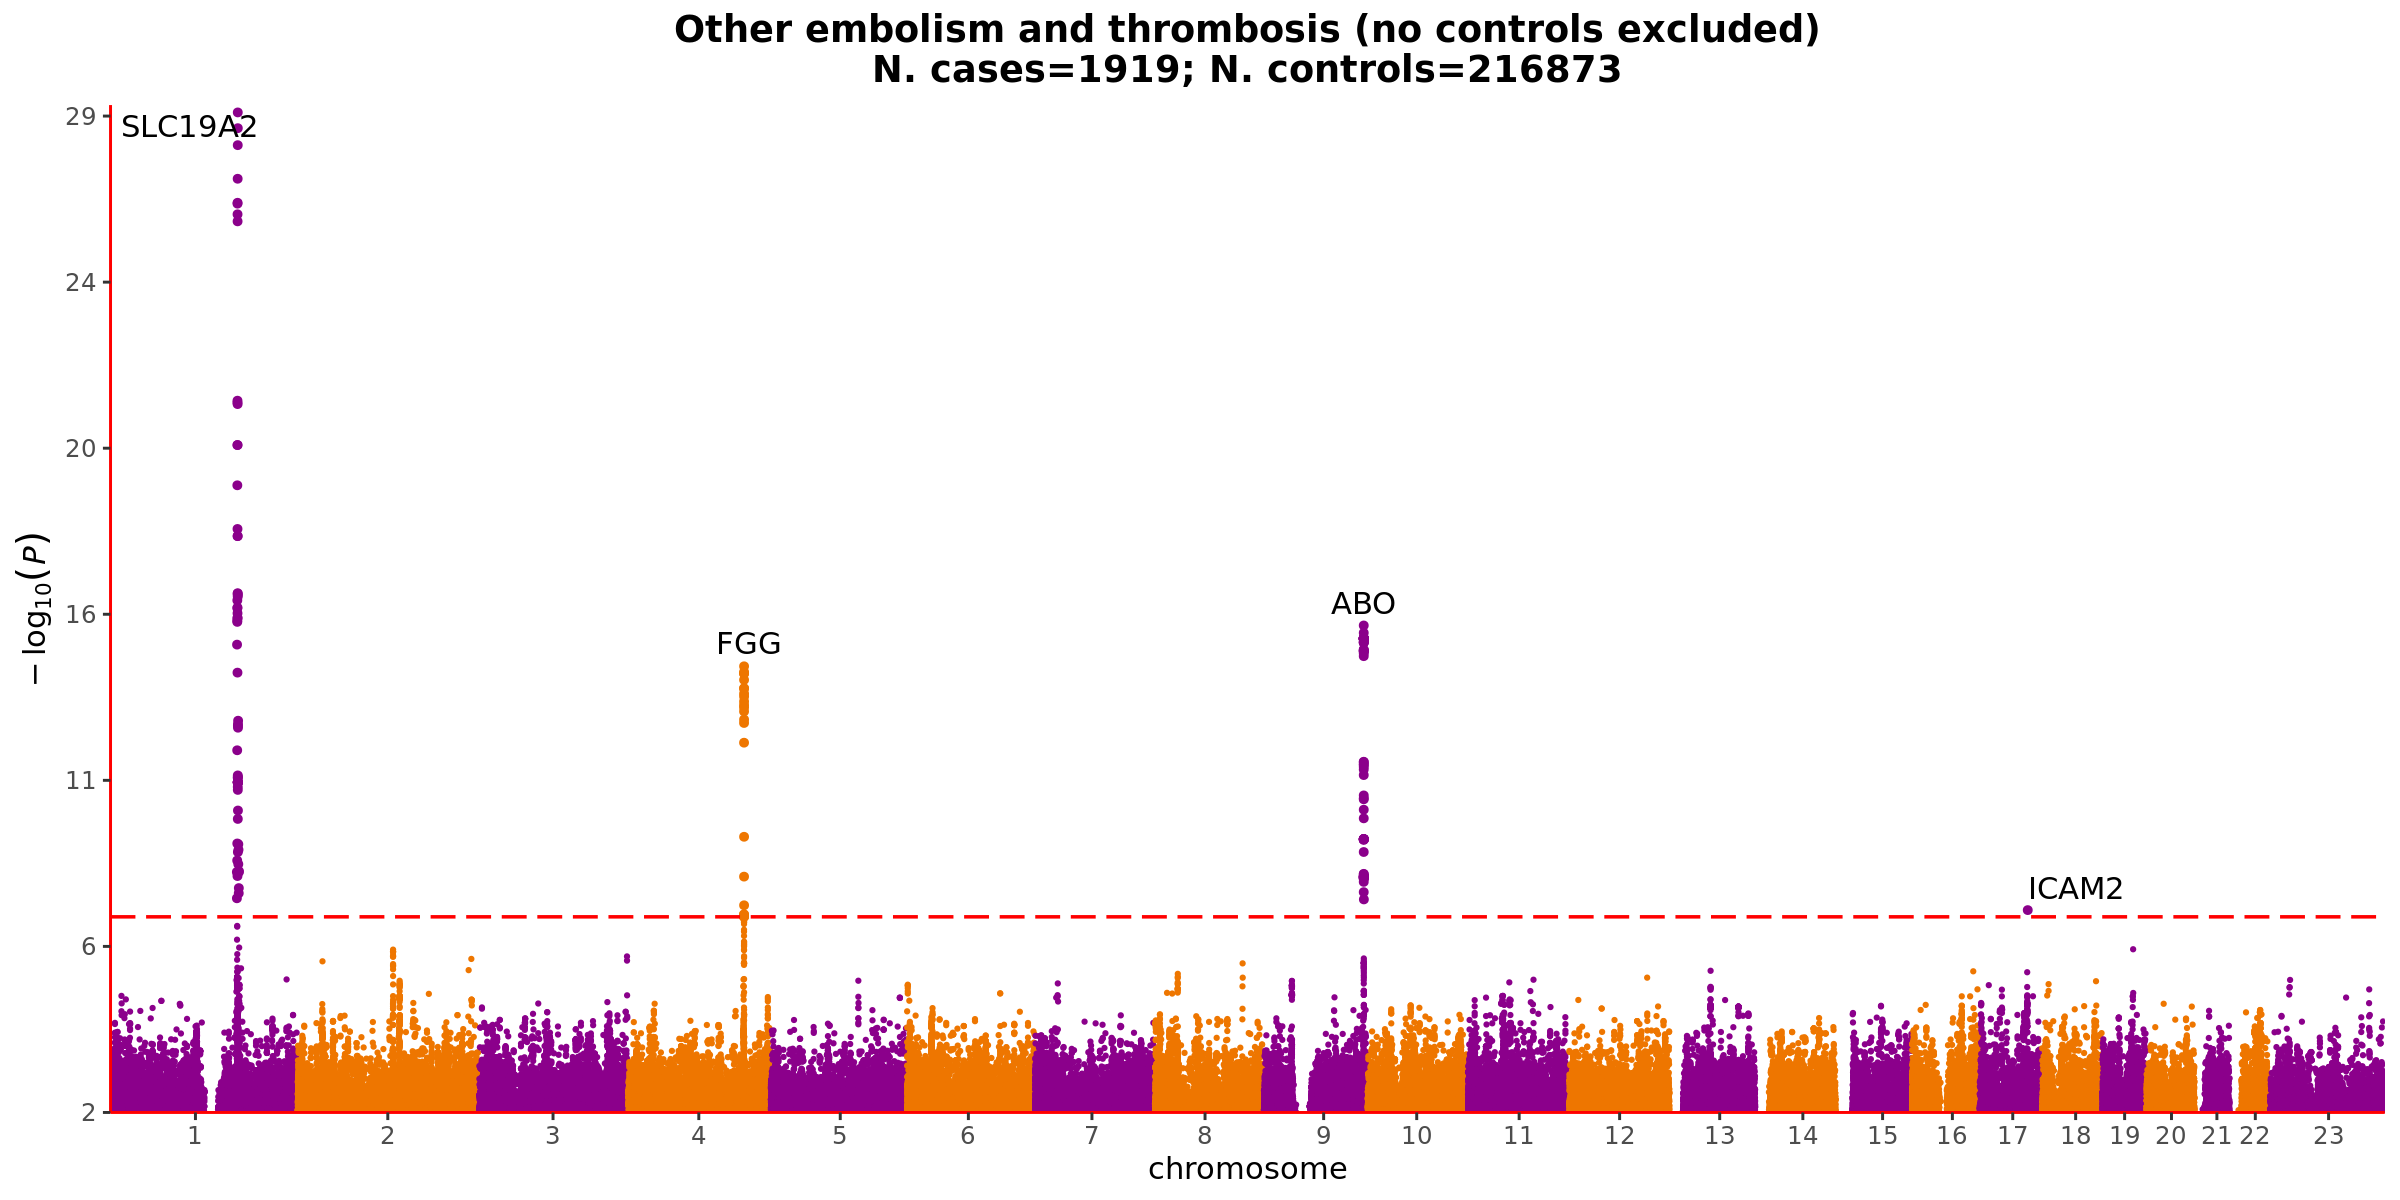 Other embolism and thrombosis (no controls excluded)
N. cases=1919; N. controls=216873
29
SLC19A2
24
20
16
ABO
FGG
11
ICAM2
6
2
−log10(P)
1 2 3 4 5 6 7 8 9 10 11 12 13 14 15 16 17 18 19 20 21 22 23
chromosome